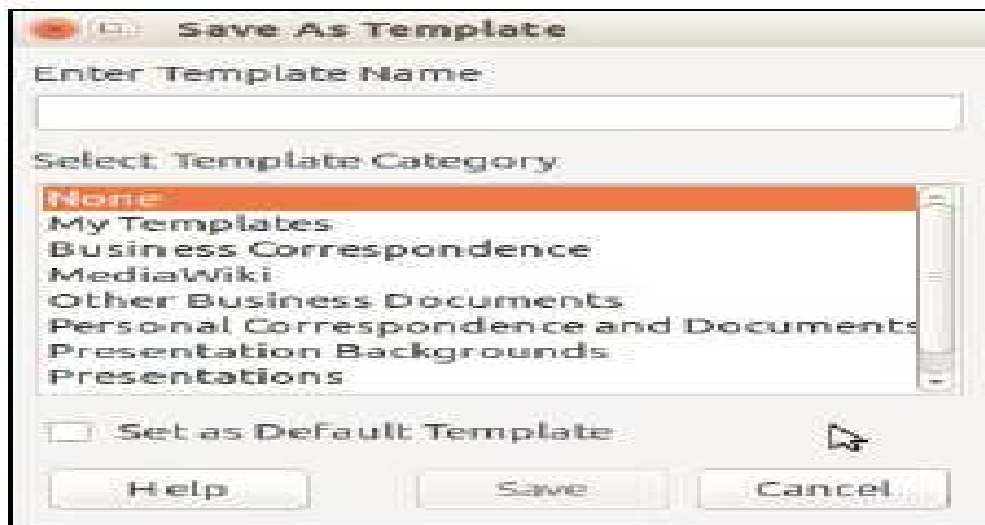 Save As Template
Enter Template Name
Select Template Category
None
My Templates
Business Correspondence
MediaWiki
Other Business Documents
Personal Correspondence and Documents
Presentation Backgrounds
Presentations
Set as Default Template
Help Save Cancel